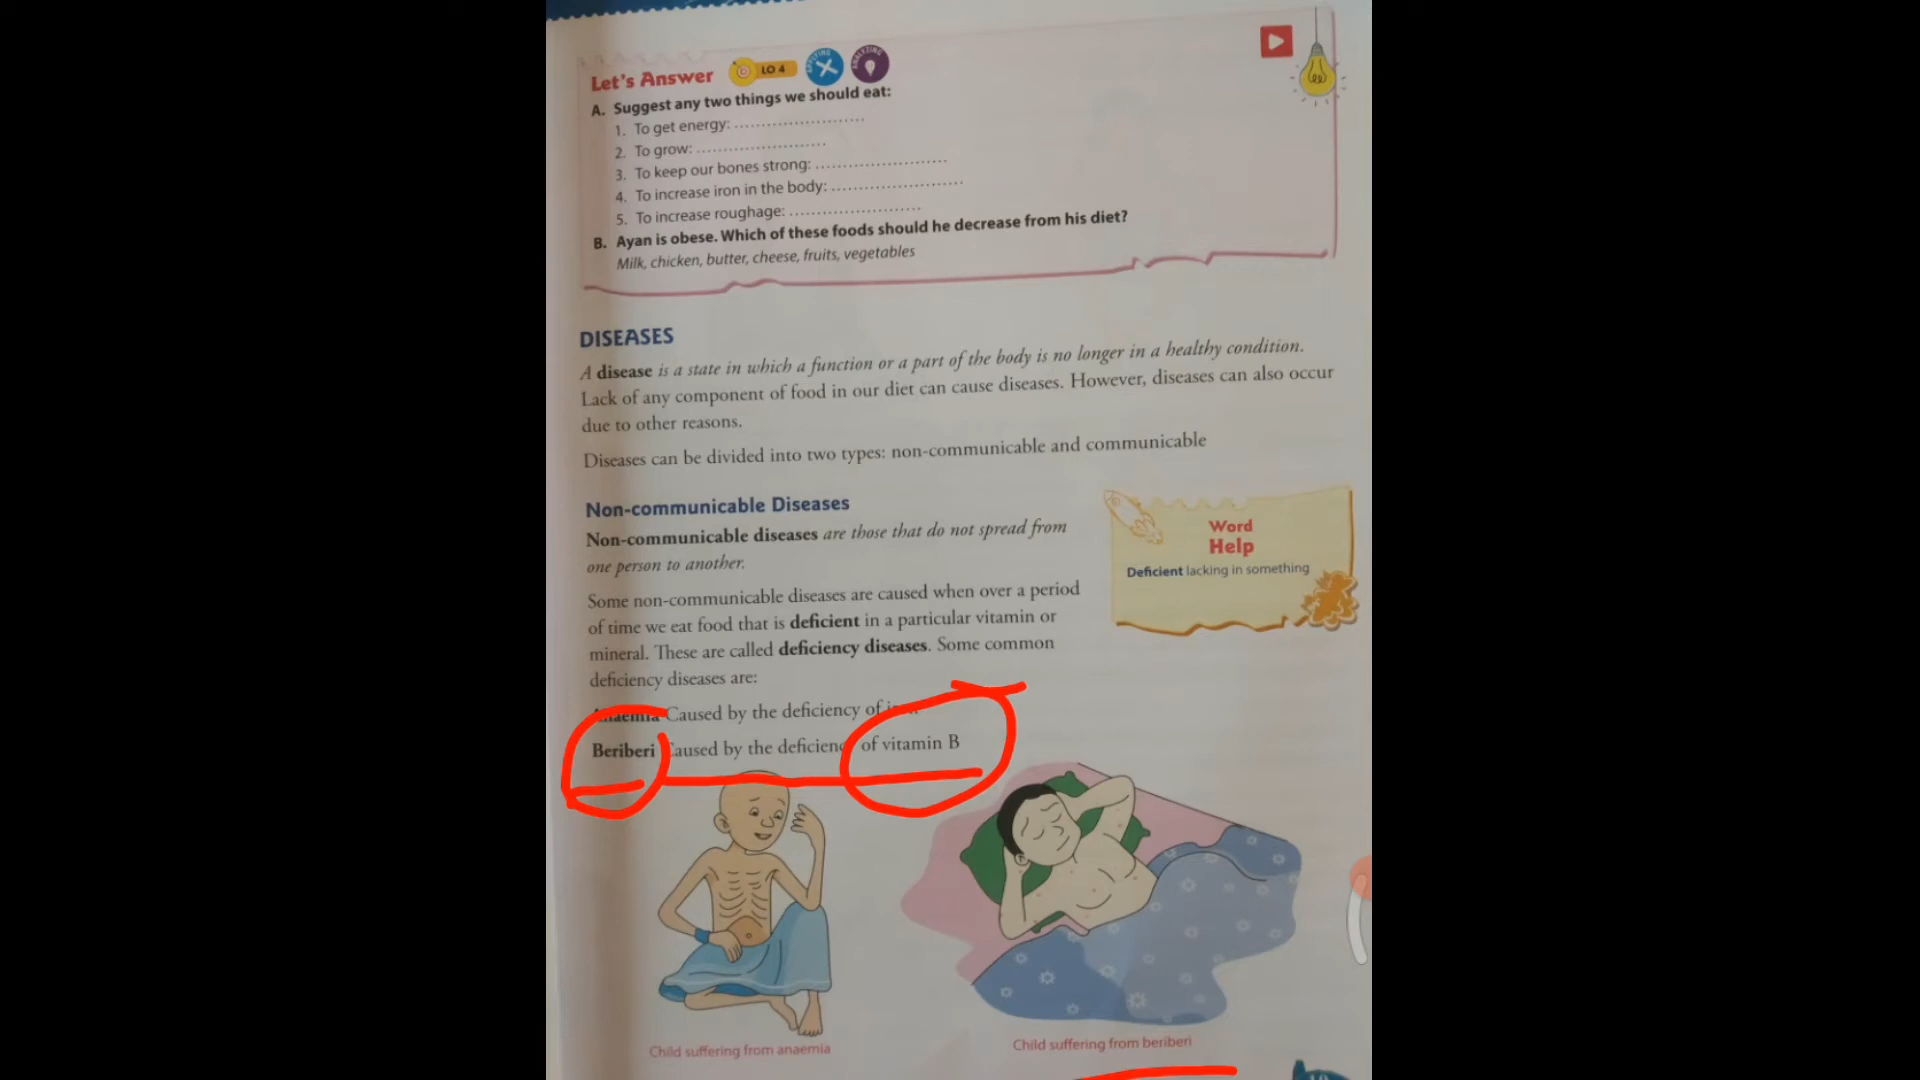 Let's Answer LO 4 APPLYING ANALYZING
A. Suggest any two things we should eat:
1. To get energy: ........................
2. To grow: ........................
3. To keep our bones strong: ........................
4. To increase iron in the body: ........................
5. To increase roughage: ........................
B. Ayan is obese. Which of these foods should he decrease from his diet?
Milk, chicken, butter, cheese, fruits, vegetables
DISEASES
A disease is a state in which a function or a part of the body is no longer in a healthy condition.
Lack of any component of food in our diet can cause diseases. However, diseases can also occur
due to other reasons.
Diseases can be divided into two types: non-communicable and communicable
Non-communicable Diseases
Non-communicable diseases are those that do not spread from
one person to another.
Some non-communicable diseases are caused when over a period
of time we eat food that is deficient in a particular vitamin or
mineral. These are called deficiency diseases. Some common
deficiency diseases are:
Anaemia Caused by the deficiency of
Beriberi Caused by the deficiency of vitamin B
Word
Help
Deficient lacking in something
Child suffering from anaemia
Child suffering from beriberi